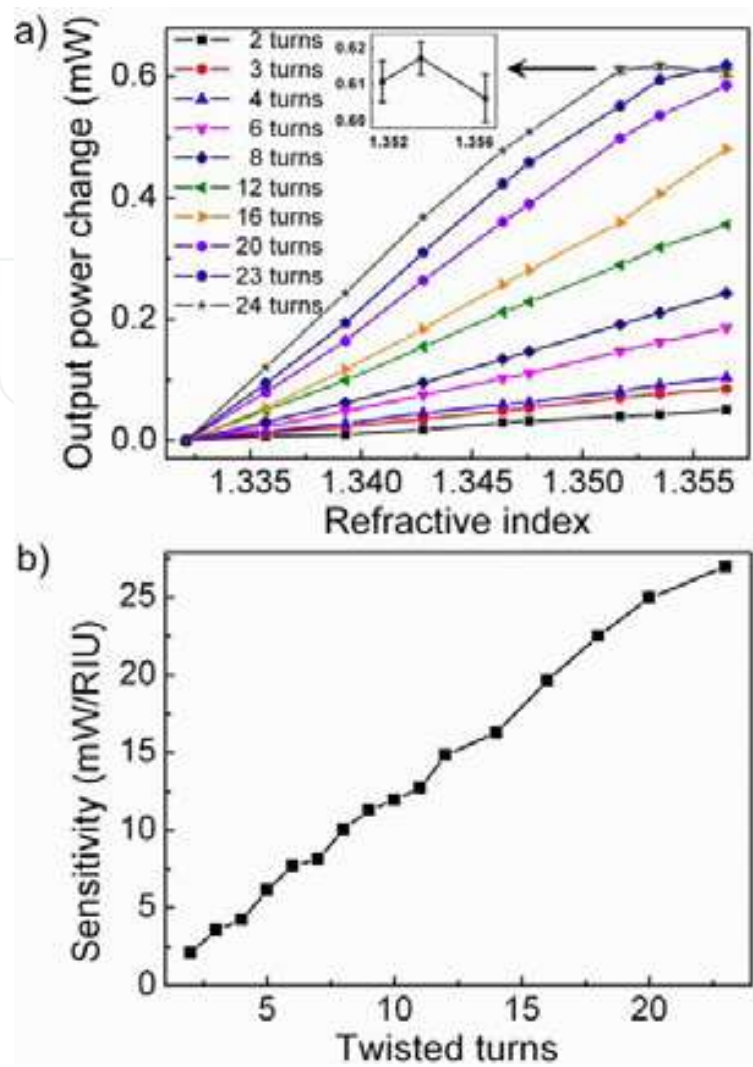 a)
2 turns
3 turns
4 turns
6 turns
8 turns
12 turns
16 turns
20 turns
23 turns
24 turns
0.62
0.61
0.60
1.352
1.356
Output power change (mW)
0.6
0.4
0.2
0.0
1.335
1.340
1.345
1.350
1.355
Refractive index
b)
Sensitivity (mW/RIU)
25
20
15
10
5
0
5
10
15
20
Twisted turns